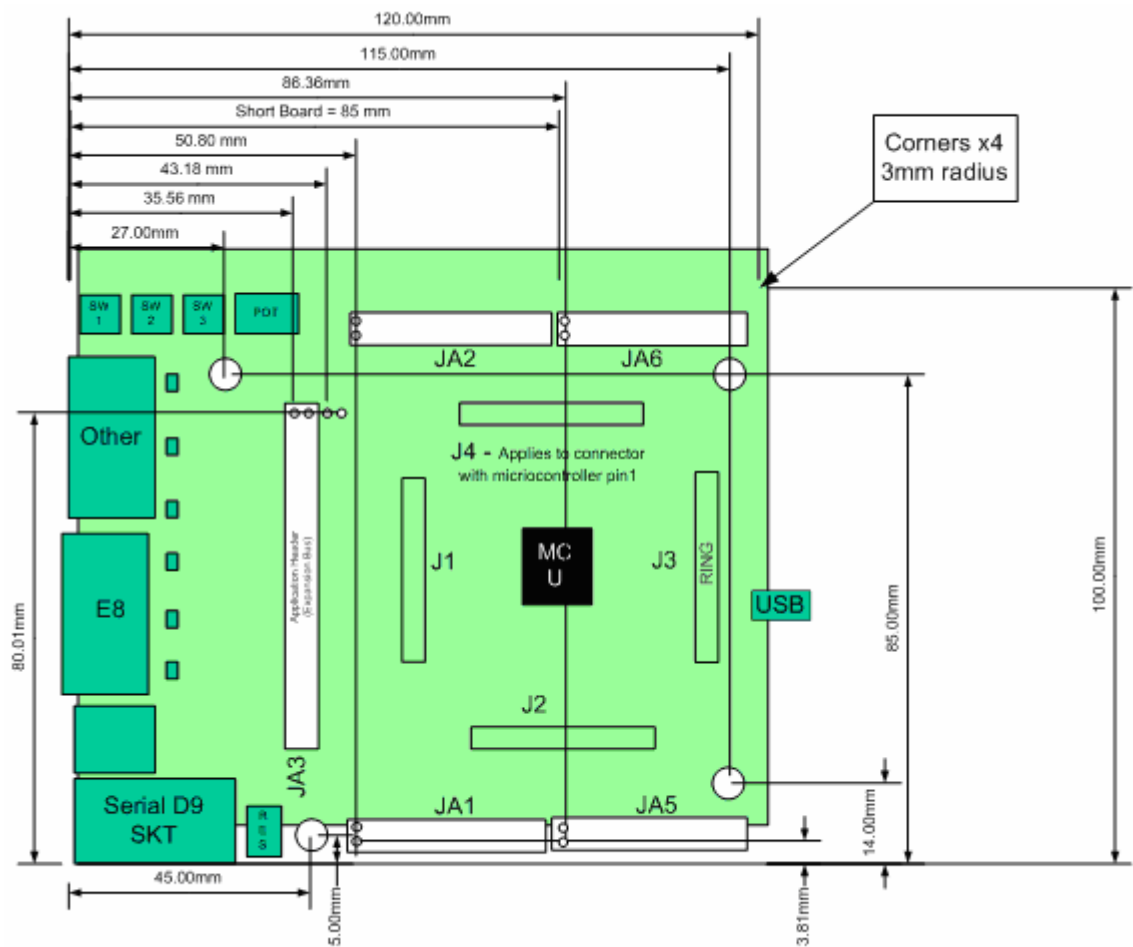 120.00mm
115.00mm
86.36mm
Short Board = 85 mm
50.80 mm
43.18 mm
35.56 mm
27.00mm
Corners x4
3mm radius
SW
1
SW
2
SW
3
POT
JA2
JA6
Other
J4 - Applies to connector
with micriocontroller pin1
Application Header
(Expansion Bus)
J1
MC
U
J3
RING
E8
USB
80.01mm
85.00mm
100.00mm
J2
JA3
Serial D9
SKT
R
E
S
JA1
JA5
14.00mm
45.00mm
5.00mm
3.81mm